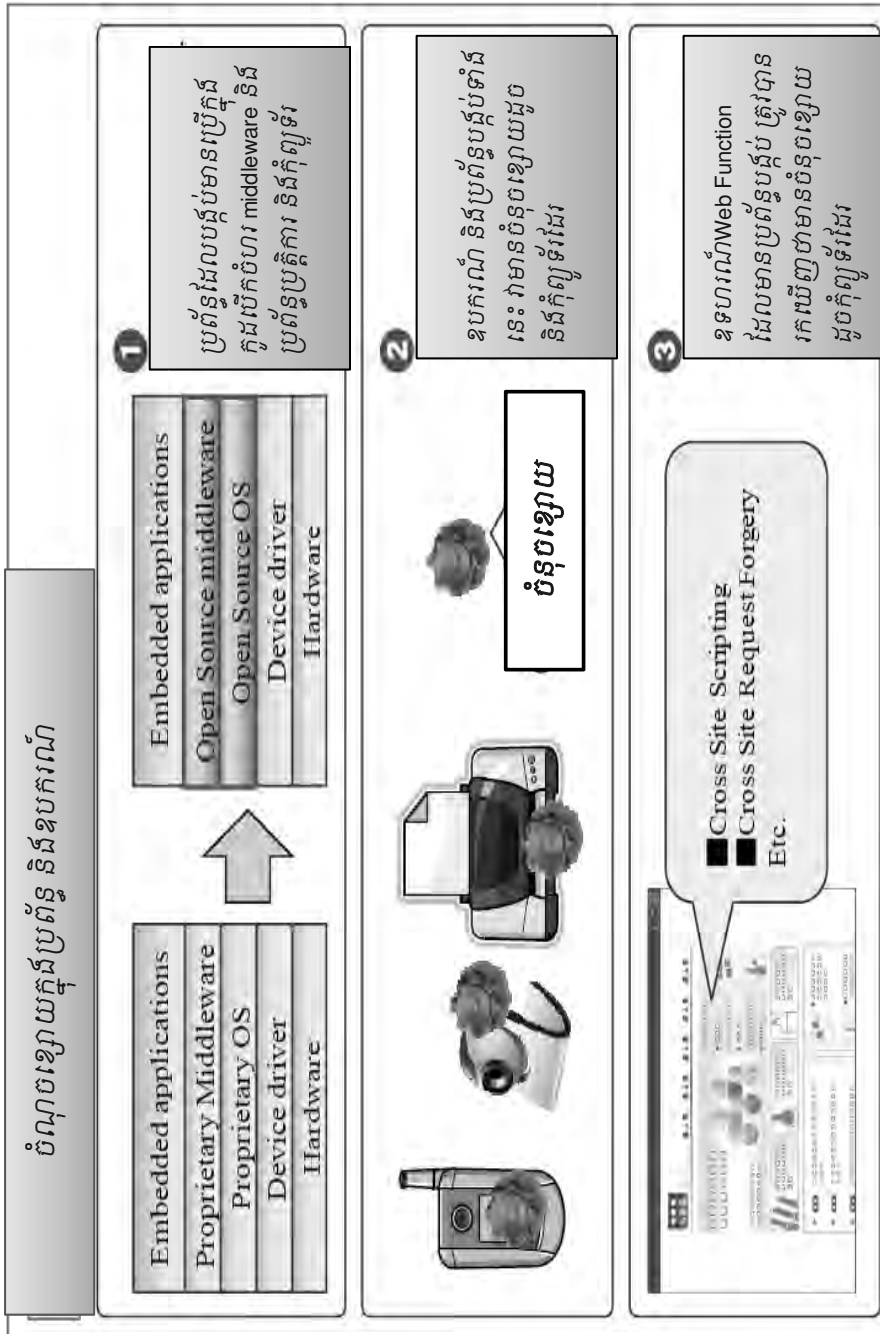 ចំណុចខ្សោយក្នុងប្រព័ន្ធ និងឧបករណ៍
Embedded applications
Proprietary Middleware
Proprietary OS
Device driver
Hardware
Embedded applications
Open Source middleware
Open Source OS
Device driver
Hardware
1
ប្រព័ន្ធដែលបង្កប់មានប្រើក្នុង
កូដបើកចំហរ middleware និង
ប្រព័ន្ធប្រត្តិការ និងកុំព្យូទ័រ
ចំនុចខ្សោយ
2
ឧបករណ៍ និងប្រព័ន្ធបង្កប់ទាំង
នេះ វាមានចំនុចខ្សោយដូច
និងកុំព្យូទ័រដែរ
Cross Site Scripting
Cross Site Request Forgery
Etc.
3
ឧទហរណ៍Web Function
ដែលមានប្រព័ន្ធបង្កប់ ត្រូវបាន
រកឃើញថាមានចំនុចខ្សោយ
ដូចកុំព្យូទ័រដែរ